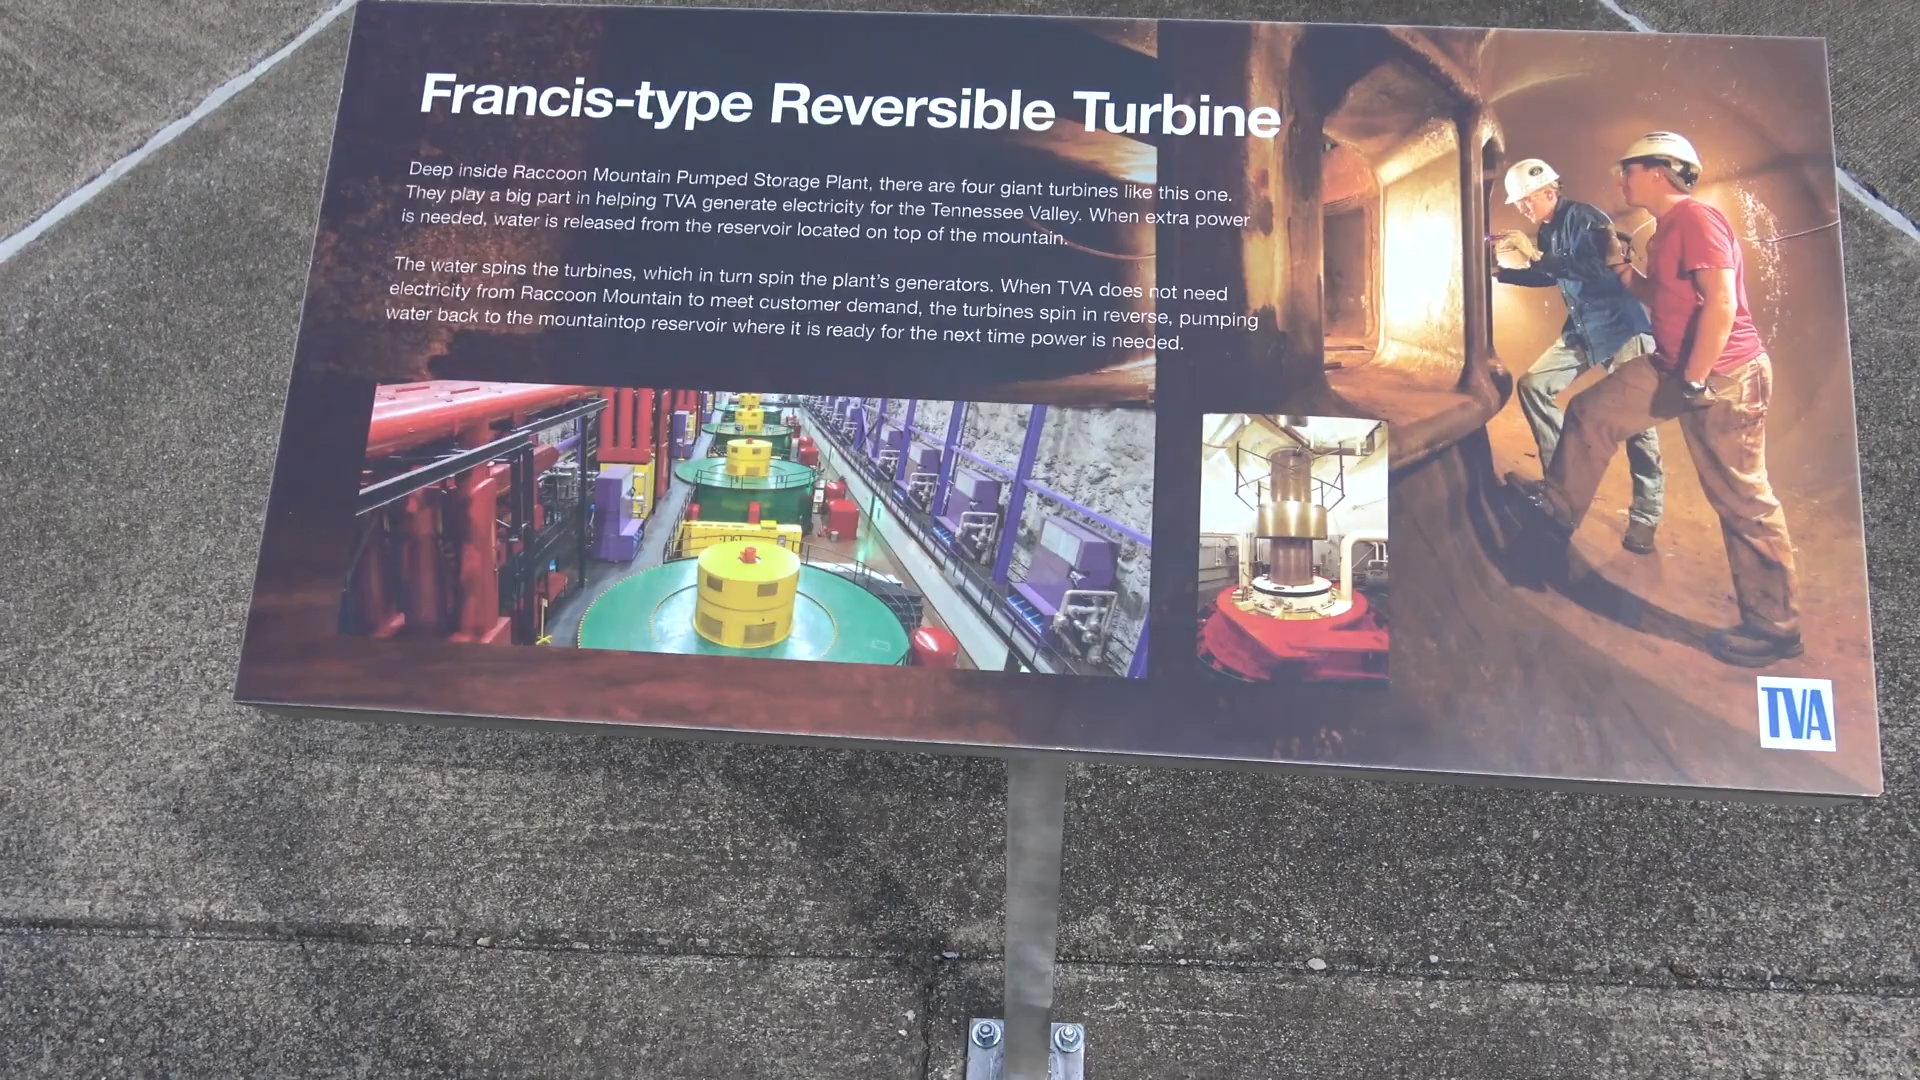 Francis-type Reversible Turbine
Deep inside Raccoon Mountain Pumped Storage Plant, there are four giant turbines like this one.
They play a big part in helping TVA generate electricity for the Tennessee Valley. When extra power
is needed, water is released from the reservoir located on top of the mountain.
The water spins the turbines, which in turn spin the plant's generators. When TVA does not need
electricity from Raccoon Mountain to meet customer demand, the turbines spin in reverse, pumping
water back to the mountaintop reservoir where it is ready for the next time power is needed.
TVA